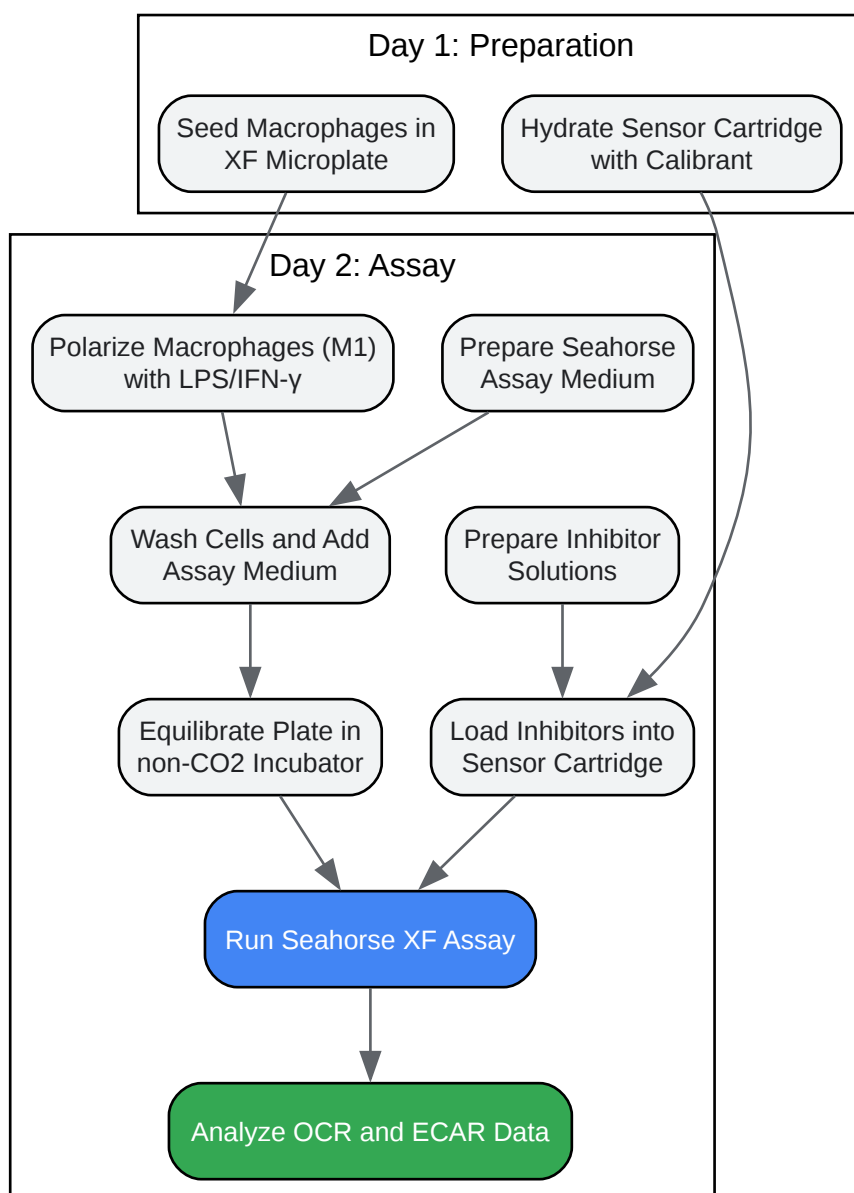 Day 1: Preparation
Seed Macrophages in
XF Microplate
Hydrate Sensor Cartridge
with Calibrant
Day 2: Assay
Polarize Macrophages (M1)
with LPS/IFN-γ
Prepare Seahorse
Assay Medium
Wash Cells and Add
Assay Medium
Prepare Inhibitor
Solutions
Equilibrate Plate in
non-CO2 Incubator
Load Inhibitors into
Sensor Cartridge
Run Seahorse XF Assay
Analyze OCR and ECAR Data